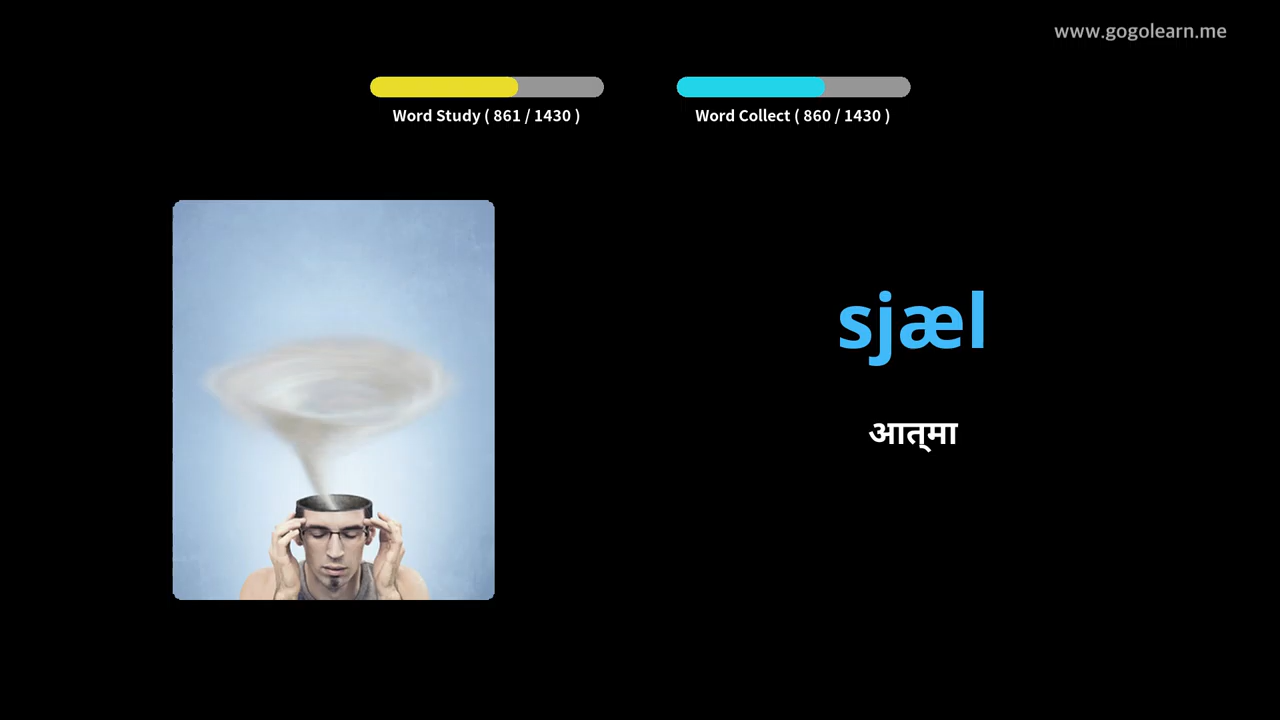 www.gogolearn.me
Word Study ( 861 / 1430 )
Word Collect ( 860 / 1430 )
sjæl
आत्‌मा